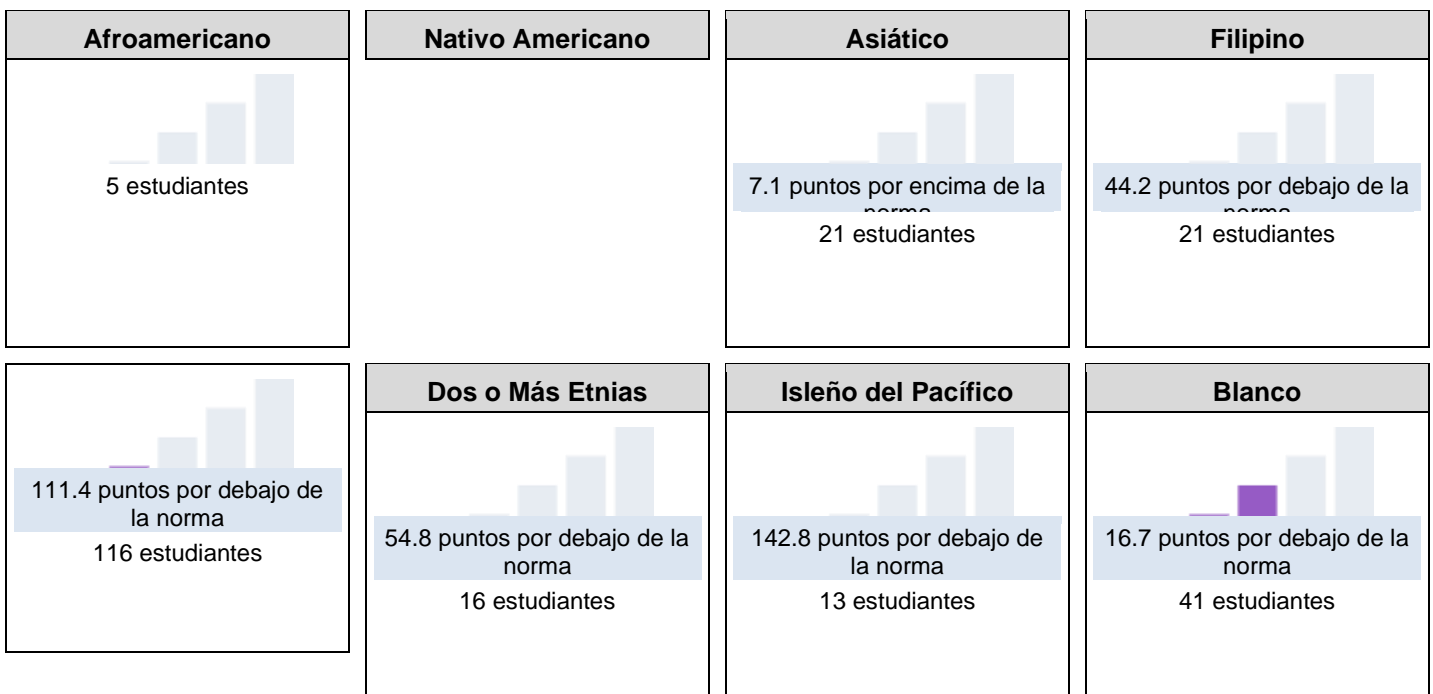 Afroamericano
Nativo Americano
Asiático
Filipino
5 estudiantes
7.1 puntos por encima de la
norma
21 estudiantes
44.2 puntos por debajo de la
norma
21 estudiantes
111.4 puntos por debajo de
la norma
116 estudiantes
Dos o Más Etnias
54.8 puntos por debajo de la
norma
16 estudiantes
Isleño del Pacífico
142.8 puntos por debajo de
la norma
13 estudiantes
Blanco
16.7 puntos por debajo de la
norma
41 estudiantes